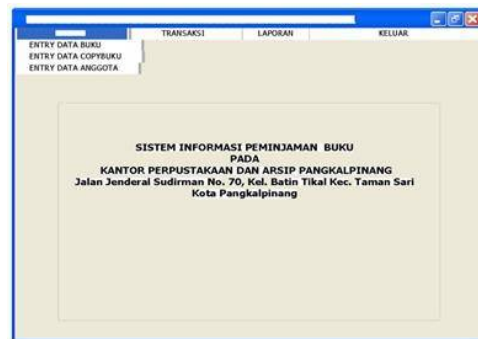 TRANSAKSI LAPORAN KELUAR
ENTRY DATA BUKU
ENTRY DATA COPYBUKU
ENTRY DATA ANGGOTA
SISTEM INFORMASI PEMINJAMAN BUKU
PADA
KANTOR PERPUSTAKAAN DAN ARSIP PANGKALPINANG
Jalan Jenderal Sudirman No. 70, Kel. Batin Tikal Kec. Taman Sari
Kota Pangkalpinang